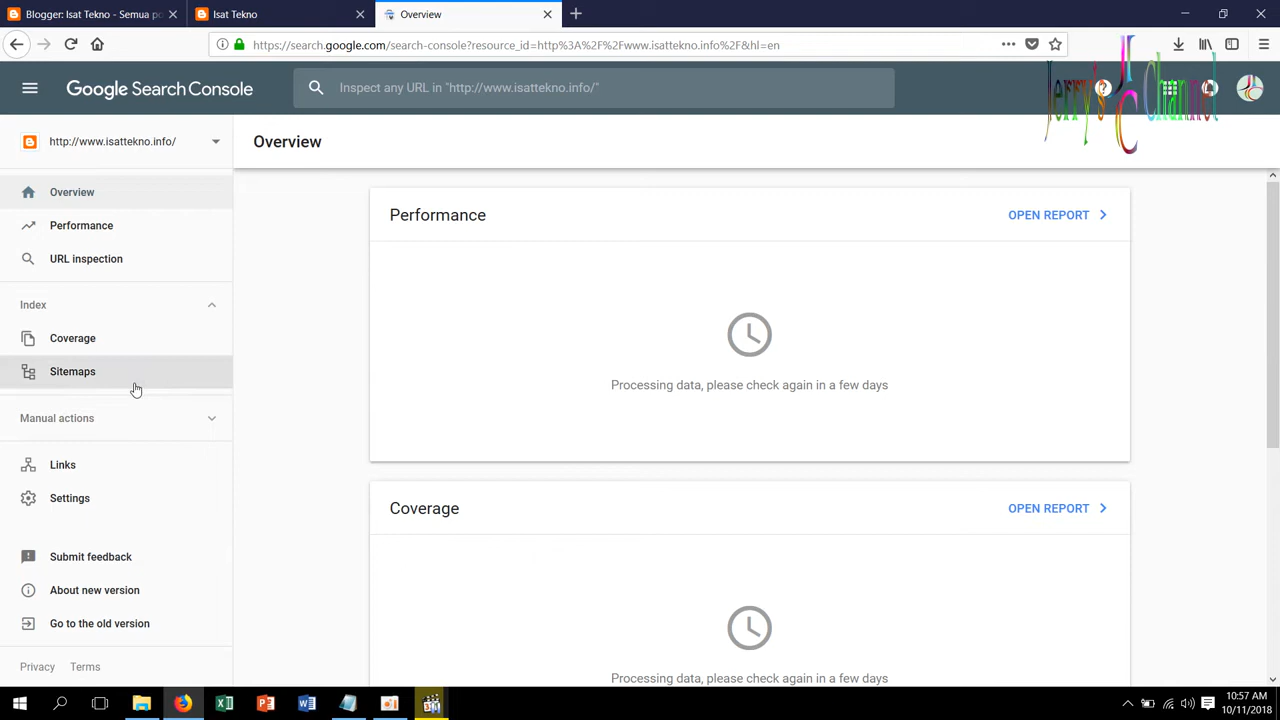 Blogger: Isat Tekno - Semua po
Isat Tekno
Overview
https://search.google.com/search-console?resource_id=http%3A%2F%2Fwww.isattekno.info%2F&hl=en
Google Search Console
Inspect any URL in "http://www.isattekno.info/"
Jerry's Channel
http://www.isattekno.info/
Overview
Overview
Performance
URL inspection
Index
Coverage
Sitemaps
Manual actions
Links
Settings
Submit feedback
About new version
Go to the old version
Privacy Terms
Performance
OPEN REPORT
Processing data, please check again in a few days
Coverage
OPEN REPORT
Processing data, please check again in a few days
10:57 AM
10/11/2018